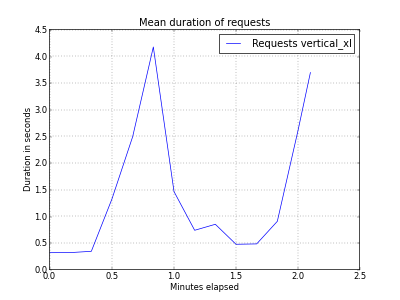 Mean duration of requests
Requests vertical_xl
Duration in seconds
4.5
4.0
3.5
3.0
2.5
2.0
1.5
1.0
0.5
0.0
0.0 0.5 1.0 1.5 2.0 2.5
Minutes elapsed